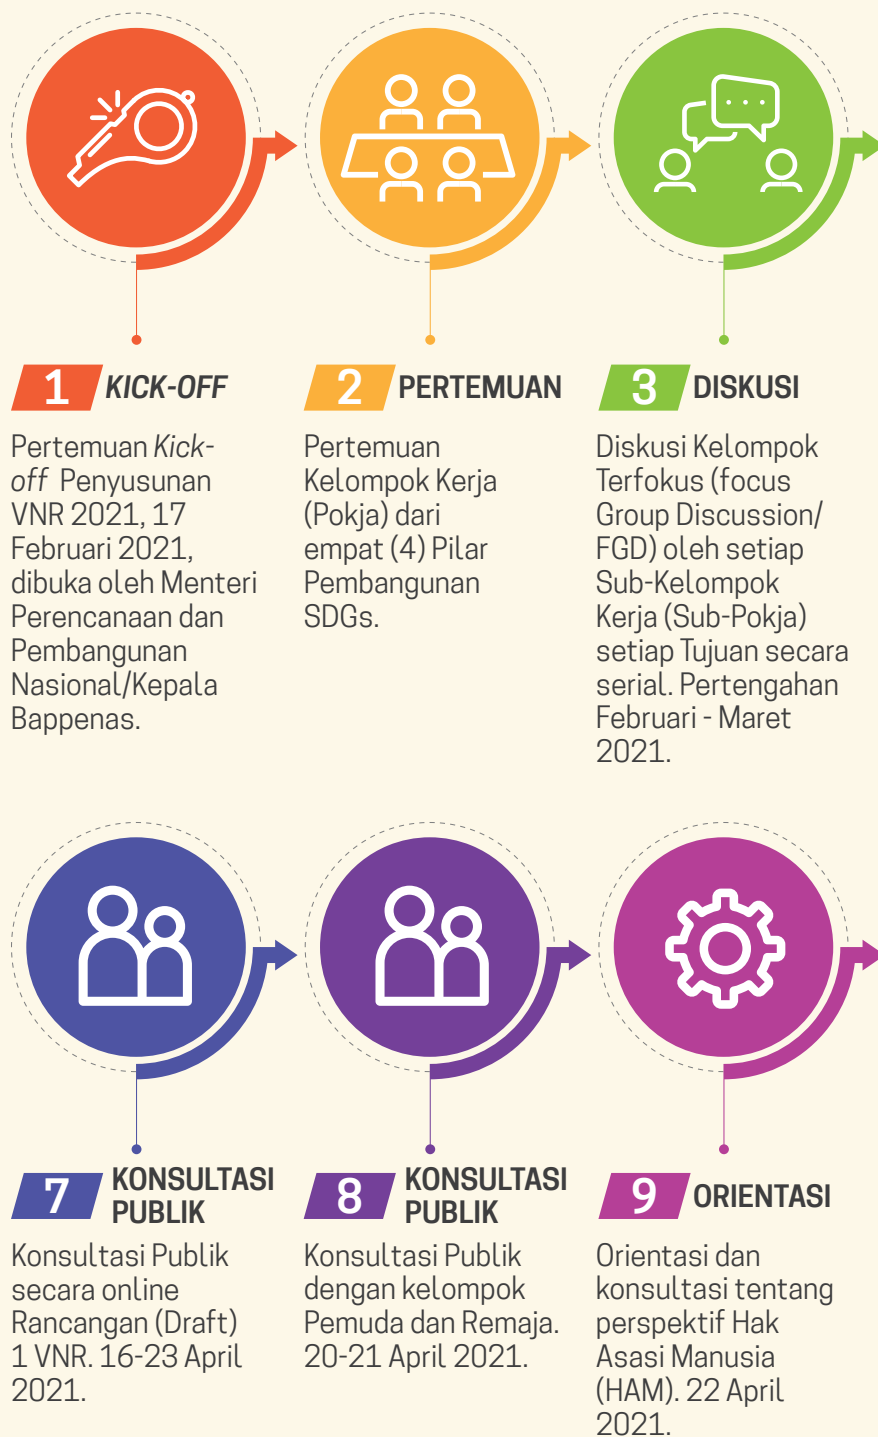 1 KICK-OFF
Pertemuan Kick-
off Penyusunan
VNR 2021, 17
Februari 2021,
dibuka oleh Menteri
Perencanaan dan
Pembangunan
Nasional/Kepala
Bappenas.
2 PERTEMUAN
Pertemuan
Kelompok Kerja
(Pokja) dari
empat (4) Pilar
Pembangunan
SDGs.
3 DISKUSI
Diskusi Kelompok
Terfokus (focus
Group Discussion/
FGD) oleh setiap
Sub-Kelompok
Kerja (Sub-Pokja)
setiap Tujuan secara
serial. Pertengahan
Februari - Maret
2021.
7 KONSULTASI
PUBLIK
Konsultasi Publik
secara online
Rancangan (Draft)
1 VNR. 16-23 April
2021.
8 KONSULTASI
PUBLIK
Konsultasi Publik
dengan kelompok
Pemuda dan Remaja.
20-21 April 2021.
9 ORIENTASI
Orientasi dan
konsultasi tentang
perspektif Hak
Asasi Manusia
(HAM). 22 April
2021.